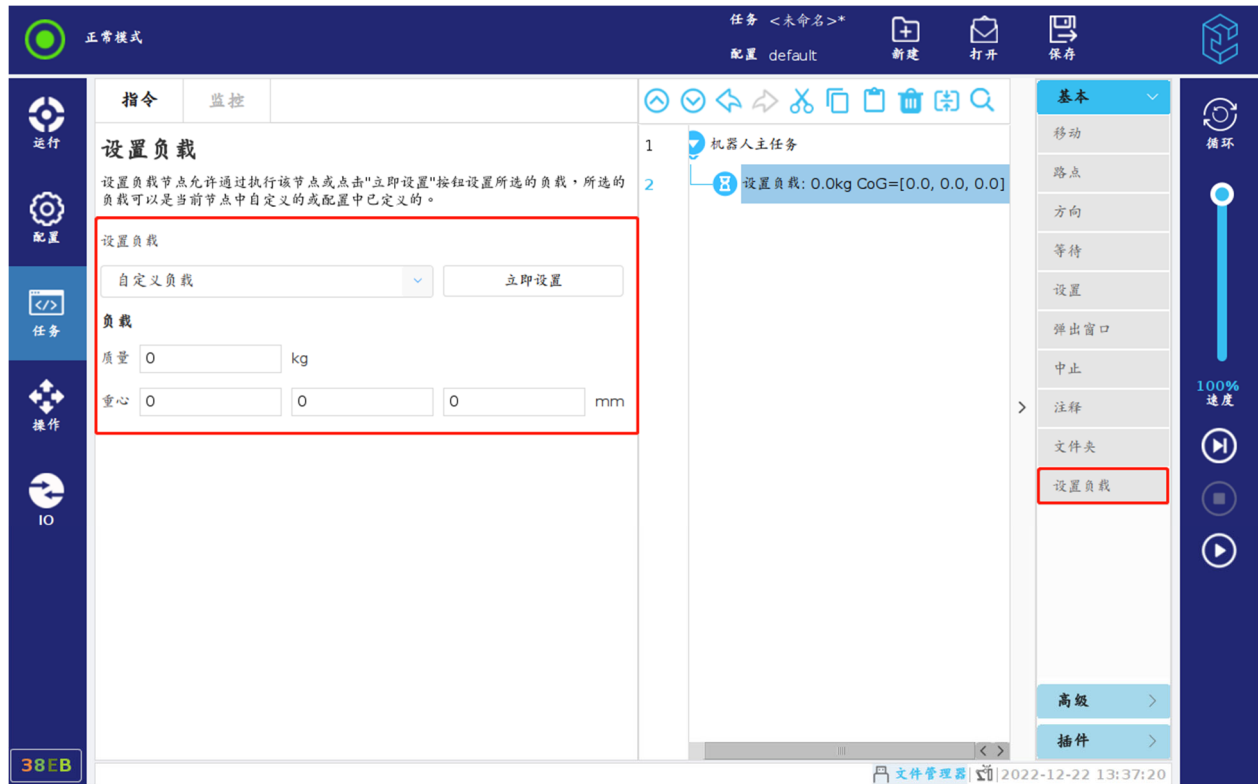 正常模式
任务 <未命名>*
配置 default
新建
打开
保存
运行
配置
任务
操作
IO
38EB
指令
监控
设置负载
设置负载节点允许通过执行该节点或点击"立即设置"按钮设置所选的负载，所选的
负载可以是当前节点中自定义的或配置中已定义的。
设置负载
自定义负载
立即设置
负载
质量 0 kg
重心 0 0 0 mm
1 机器人主任务
2 设置负载: 0.0kg CoG=[0.0, 0.0, 0.0]
基本
移动
路点
方向
等待
设置
弹出窗口
中止
注释
文件夹
设置负载
高级
插件
循环
100%
速度
文件管理器
2022-12-22 13:37:20